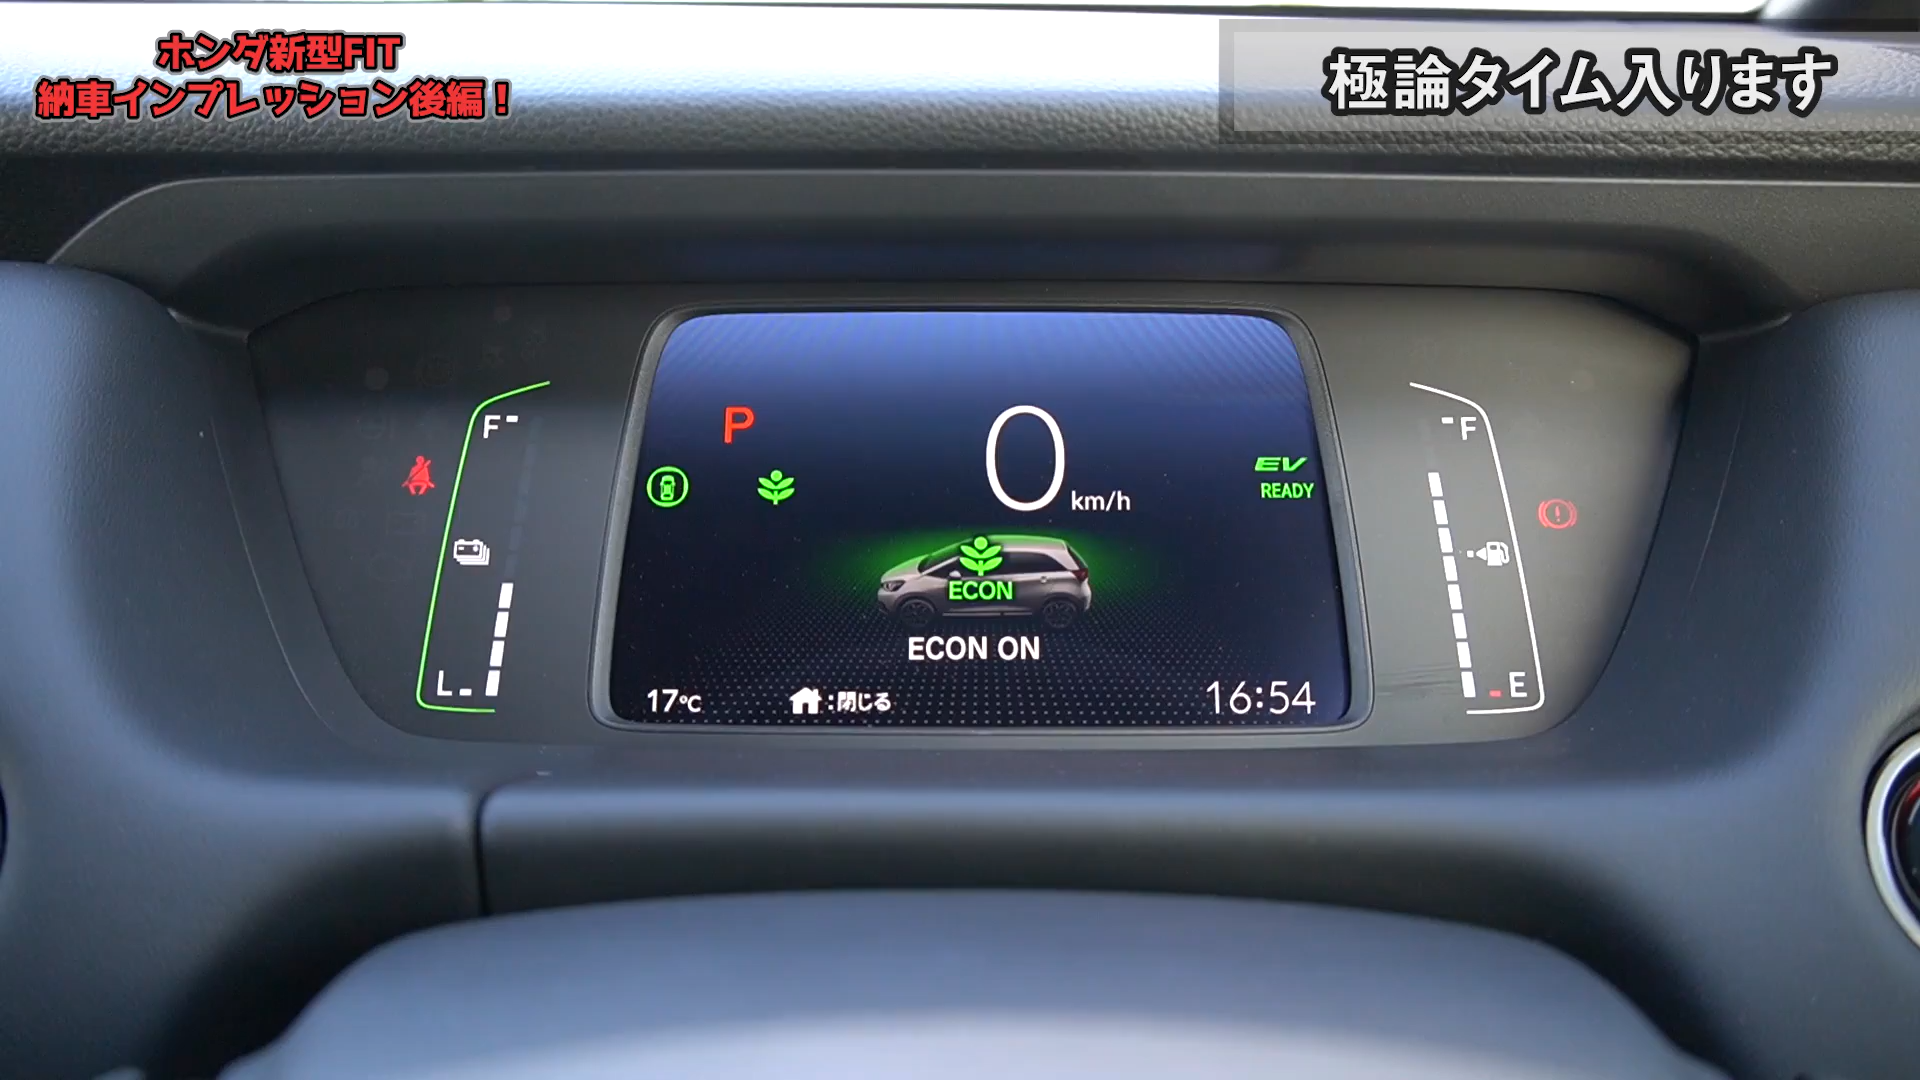 ホンダ新型FIT
納車インプレッション後編!
極論タイム入ります
F
L
P
0 km/h
EV
READY
ECON
ECON ON
17℃
:閉じる
16:54
F
E